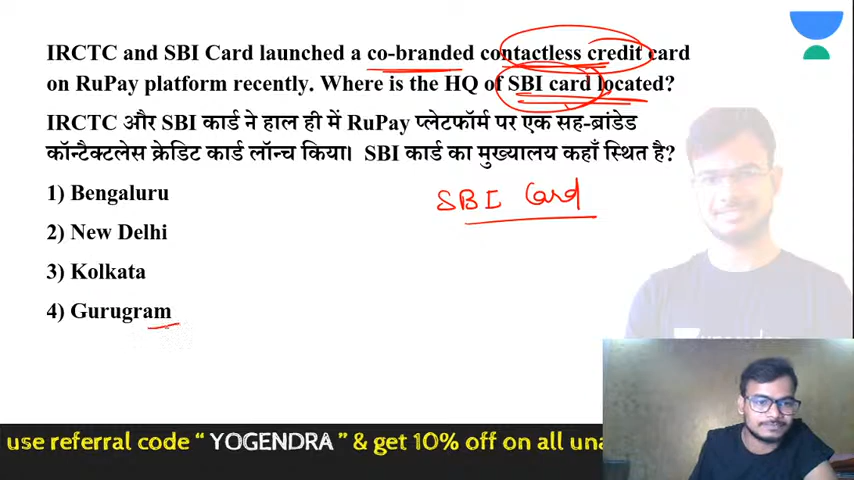 IRCTC and SBI Card launched a co-branded contactless credit card
on RuPay platform recently. Where is the HQ of SBI card located?
IRCTC और SBI कार्ड ने हाल ही में RuPay प्लेटफॉर्म पर एक सह-ब्रांडेड
कॉन्टैक्टलेस क्रेडिट कार्ड लॉन्च किया। SBI कार्ड का मुख्यालय कहाँ स्थित है?
1) Bengaluru
SBI Card
2) New Delhi
3) Kolkata
4) Gurugram
use referral code “ YOGENDRA ” & get 10% off on all una